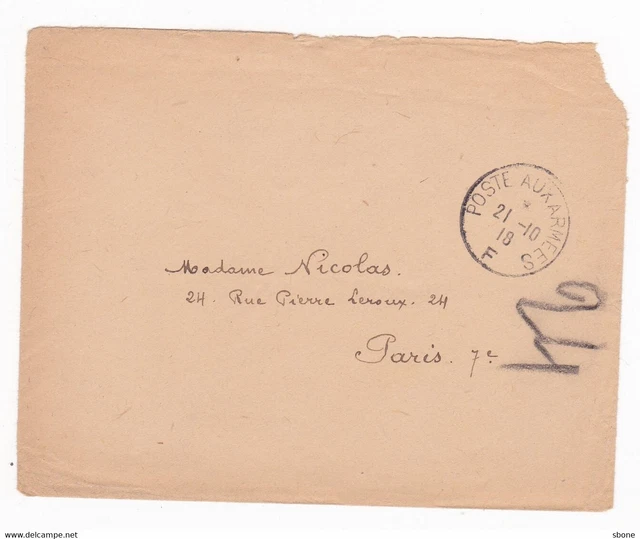 POSTE AUX ARMEES
*
21 -10
18
F
Madame Nicolas.
24. Rue Pierre Leroux. 24
Paris. 7e
www.delcampe.net
sbone